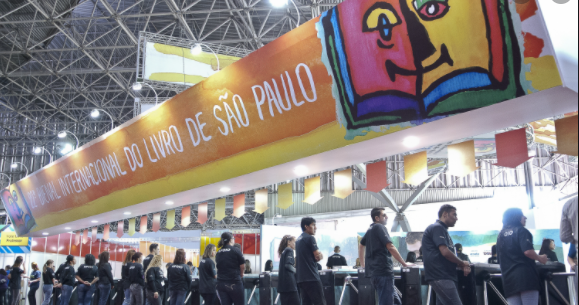 INTERNACIONAL DO LIVRO DE SÃO PAULO